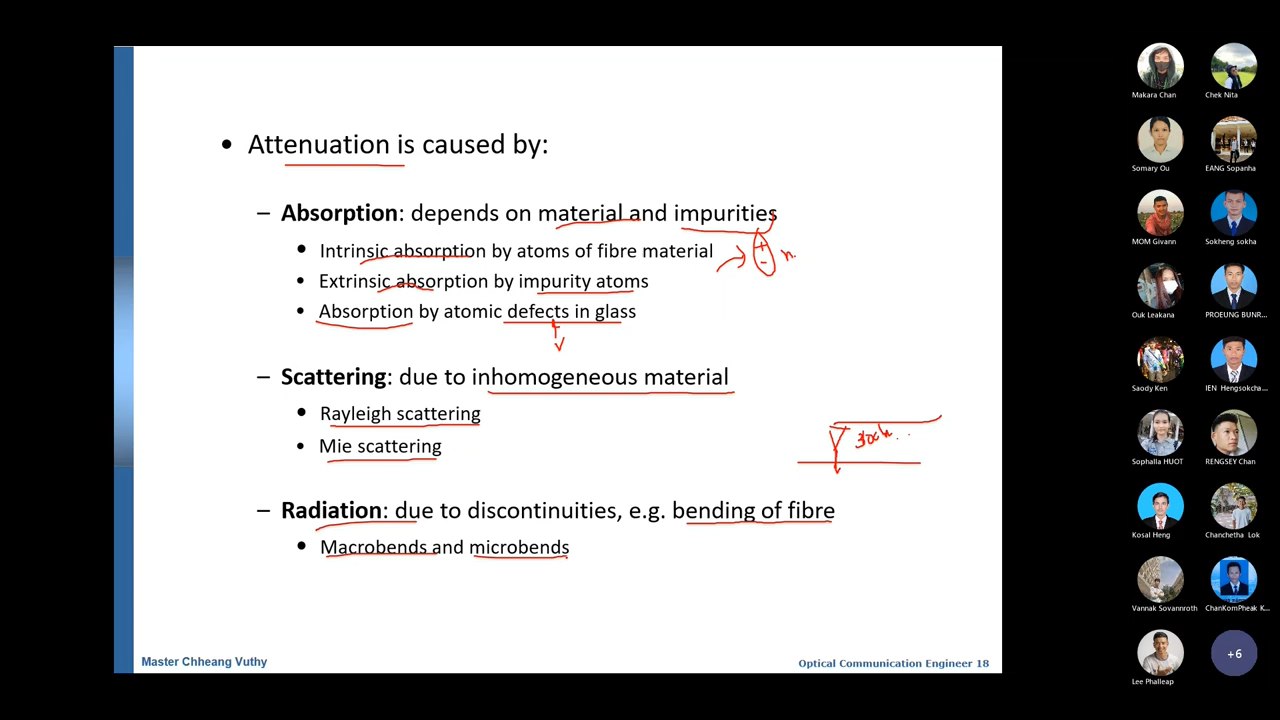 • Attenuation is caused by:
– Absorption: depends on material and impurities
• Intrinsic absorption by atoms of fibre material
+
-
n
• Extrinsic absorption by impurity atoms
• Absorption by atomic defects in glass
– Scattering: due to inhomogeneous material
• Rayleigh scattering
• Mie scattering
– Radiation: due to discontinuities, e.g. bending of fibre
• Macrobends and microbends
Master Chheang Vuthy
Optical Communication Engineer 18
Makara Chan
Chek Nita
Somary Ou
EANG Sopanha
MOM Givann
Sokheng sokha
Ouk Leakana
PROEUNG BUNR...
Saody Ken
IEN Hengsokcha...
Sophalla HUOT
RENGSEY Chan
Kosal Heng
Chanchetha Lok
Vannak Sovannroth
ChanKomPheak K...
Lee Phalleap
+6